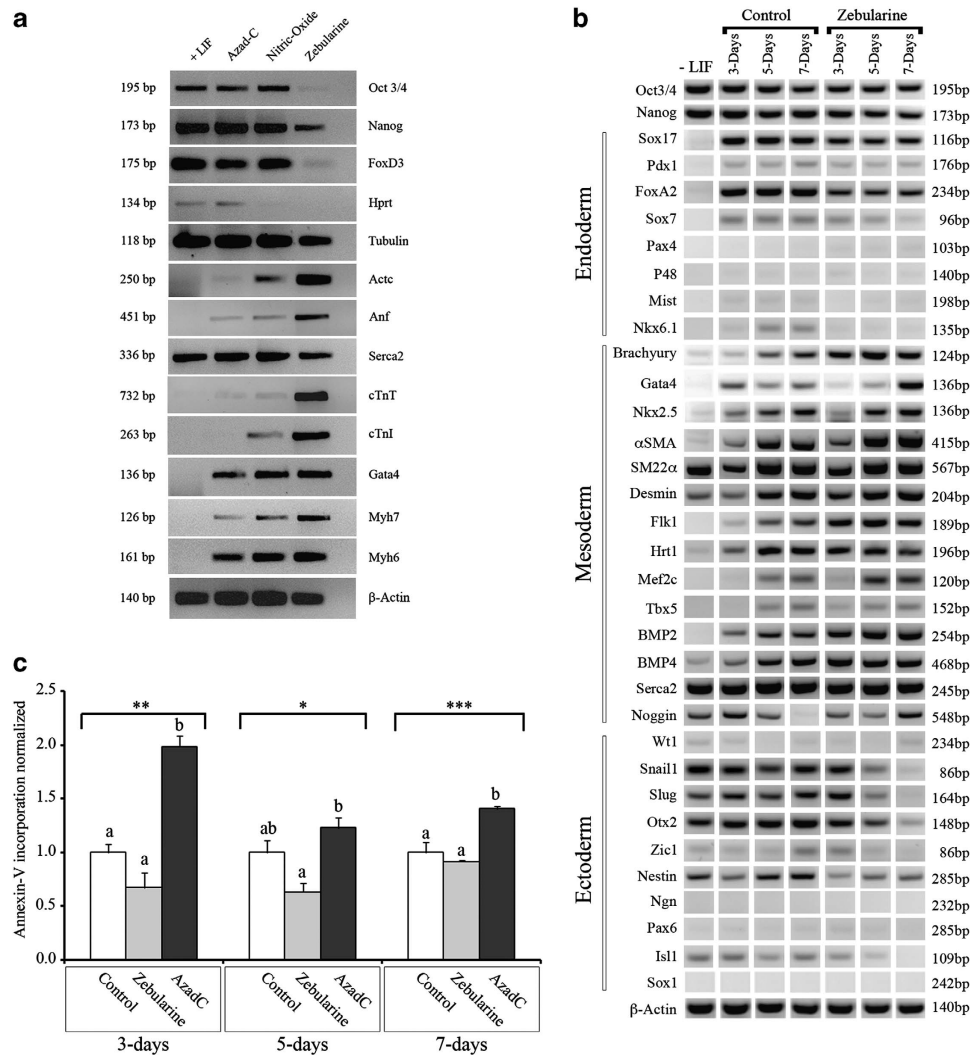 a
+ LIF
Azad-C
Nitric-Oxide
Zebularine
195 bp Oct 3/4
173 bp Nanog
175 bp FoxD3
134 bp Hprt
118 bp Tubulin
250 bp Actc
451 bp Anf
336 bp Serca2
732 bp cTnT
263 bp cTnI
136 bp Gata4
126 bp Myh7
161 bp Myh6
140 bp β-Actin
b
Control Zebularine
- LIF 3-Days 5-Days 7-Days 3-Days 5-Days 7-Days
Endoderm
Oct3/4 195bp
Nanog 173bp
Sox17 116bp
Pdx1 176bp
FoxA2 234bp
Sox7 96bp
Pax4 103bp
P48 140bp
Mist 198bp
Nkx6.1 135bp
Mesoderm
Brachyury 124bp
Gata4 136bp
Nkx2.5 136bp
αSMA 415bp
SM22α 567bp
Desmin 204bp
Flk1 189bp
Hrt1 196bp
Mef2c 120bp
Tbx5 152bp
BMP2 254bp
BMP4 468bp
Serca2 245bp
Noggin 548bp
Ectoderm
Wt1 234bp
Snail1 86bp
Slug 164bp
Otx2 148bp
Zic1 86bp
Nestin 285bp
Ngn 232bp
Pax6 285bp
Isl1 109bp
Sox1 242bp
β-Actin 140bp
c
Annexin-V incorporation normalized
2.5
2.0
1.5
1.0
0.5
0.0
** * ***
a a b
ab a b
a a b
Control Zebularine AzadC
Control Zebularine AzadC
Control Zebularine AzadC
3-days 5-days 7-days